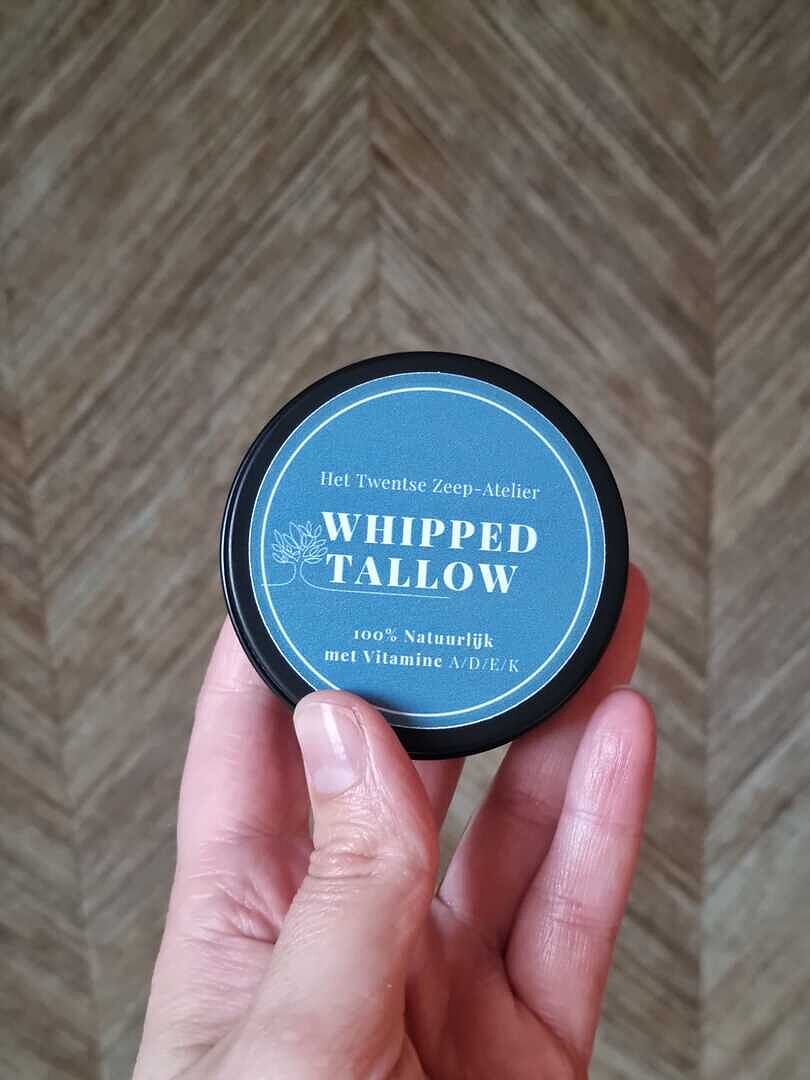 Het Twentse Zeep-Atelier
WHIPPED
TALLOW
100% Natuurlijk
met Vitamine A/D/E/K